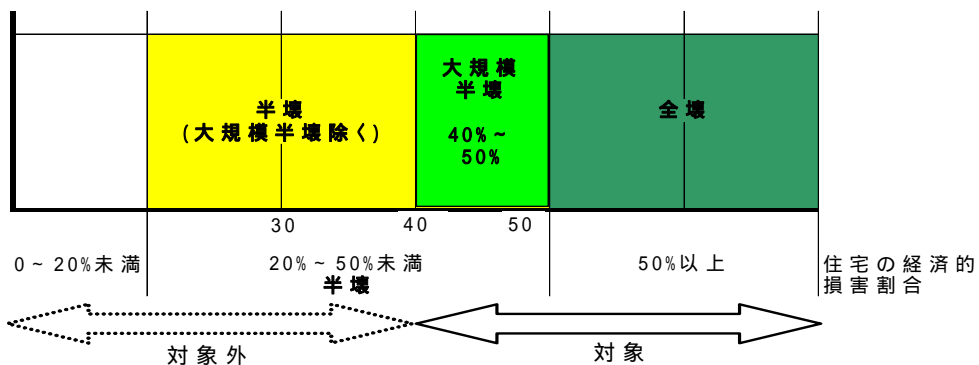 半壊
(大規模半壊除く)
大規模
半壊
40%~
50%
全壊
30
40
50
0~20%未満
20%~50%未満
半壊
50%以上
住宅の経済的
損害割合
対象外
対象